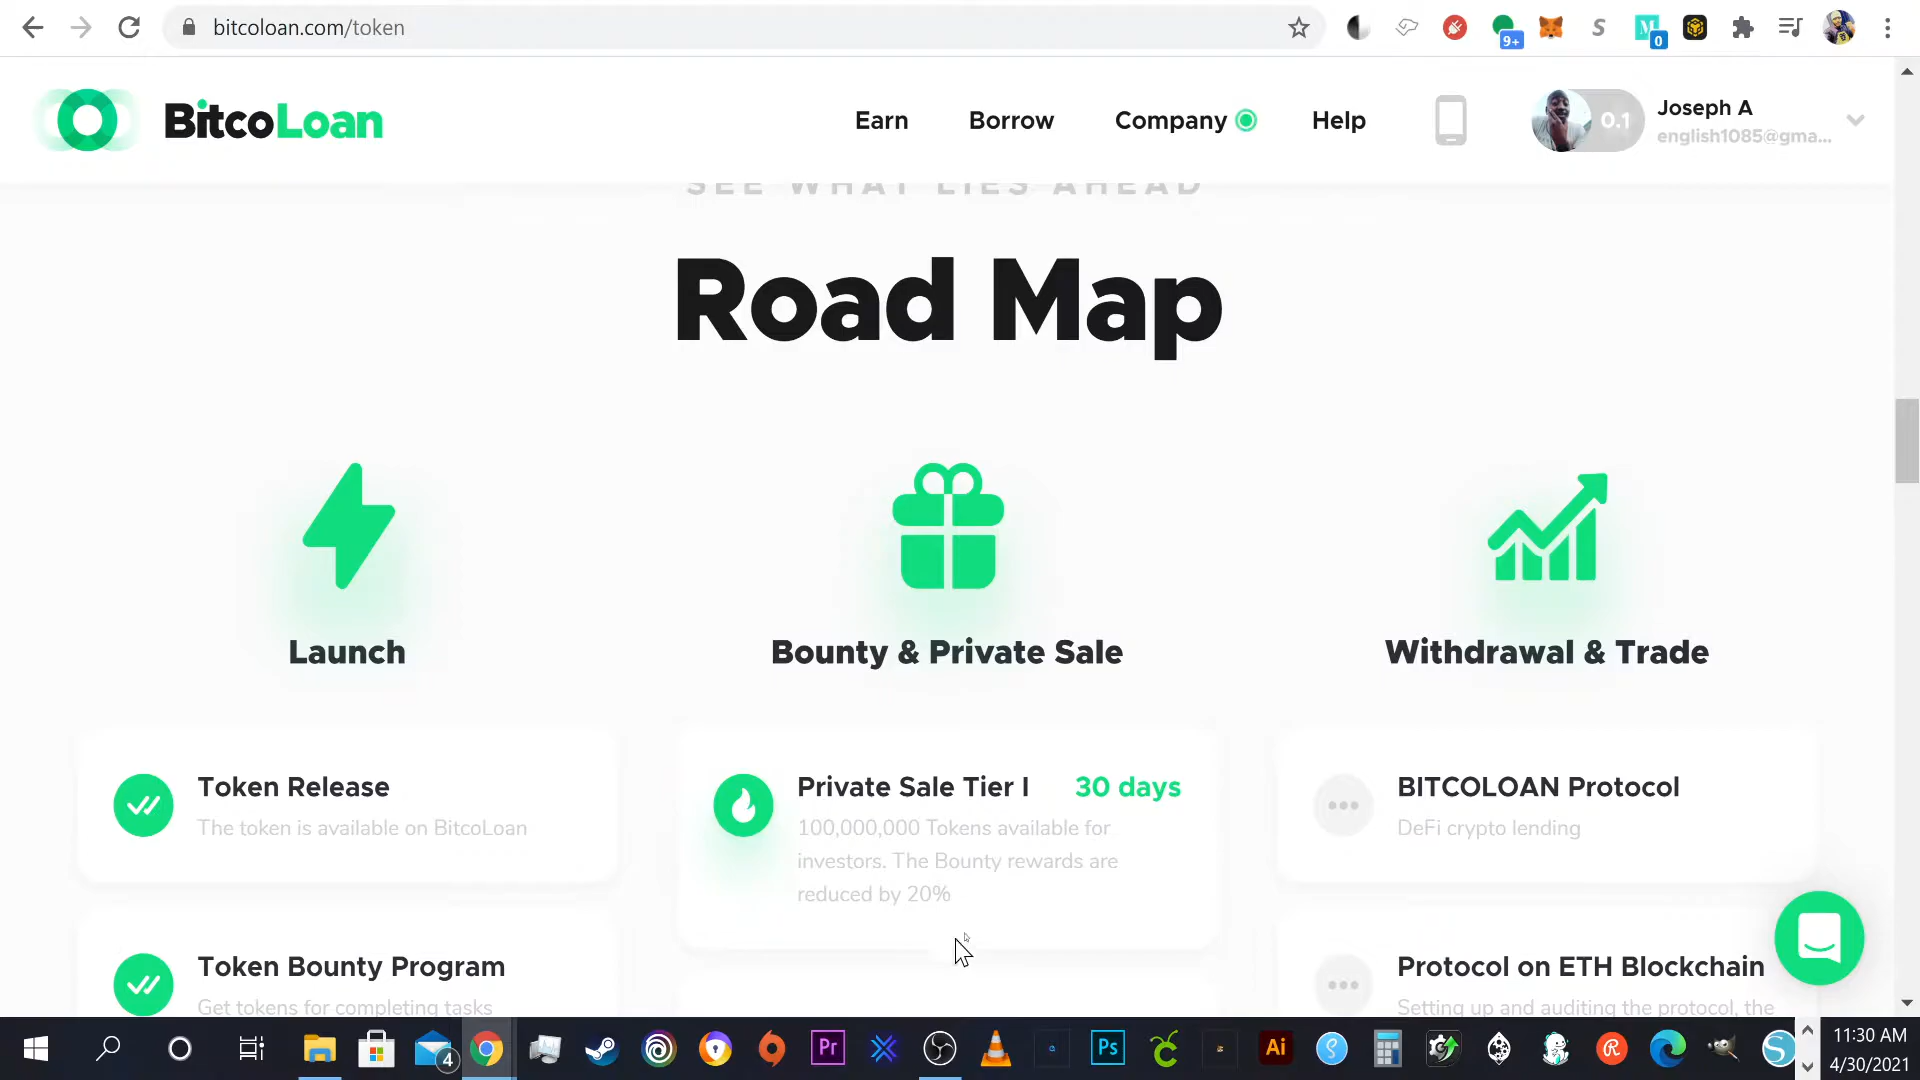 bitcoloan.com/token
9+
S
M
0
BitcoLoan
Earn
Borrow
Company
Help
0.1
Joseph A
english1085@gma...
SEE WHAT LIES AHEAD
Road Map
Launch
Bounty & Private Sale
Withdrawal & Trade
Token Release
The token is available on BitcoLoan
Token Bounty Program
Get tokens for completing tasks
Private Sale Tier I
30 days
100,000,000 Tokens available for
investors. The Bounty rewards are
reduced by 20%
BITCOLOAN Protocol
DeFi crypto lending
Protocol on ETH Blockchain
Setting up and auditing the protocol, the
4
Pr
Ps
Ai
11:30 AM
4/30/2021